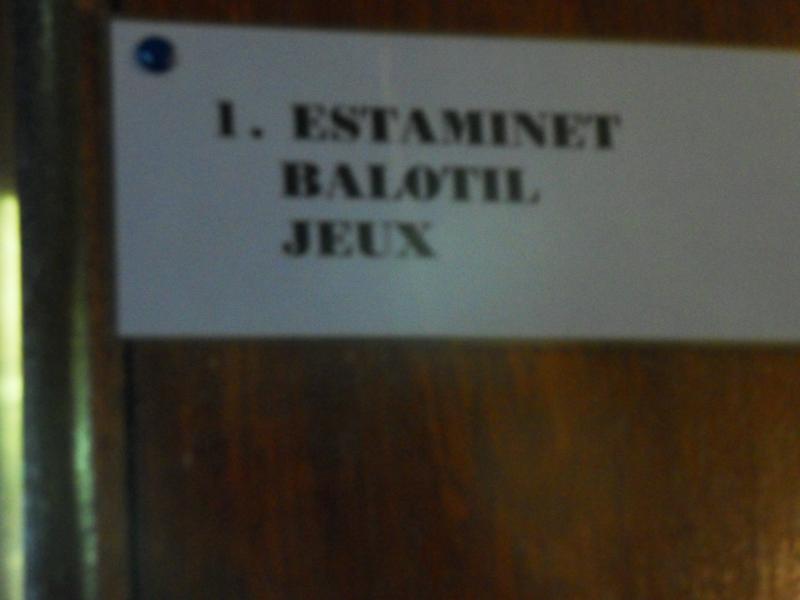 1. ESTAMINET
BALOTIL
JEUX